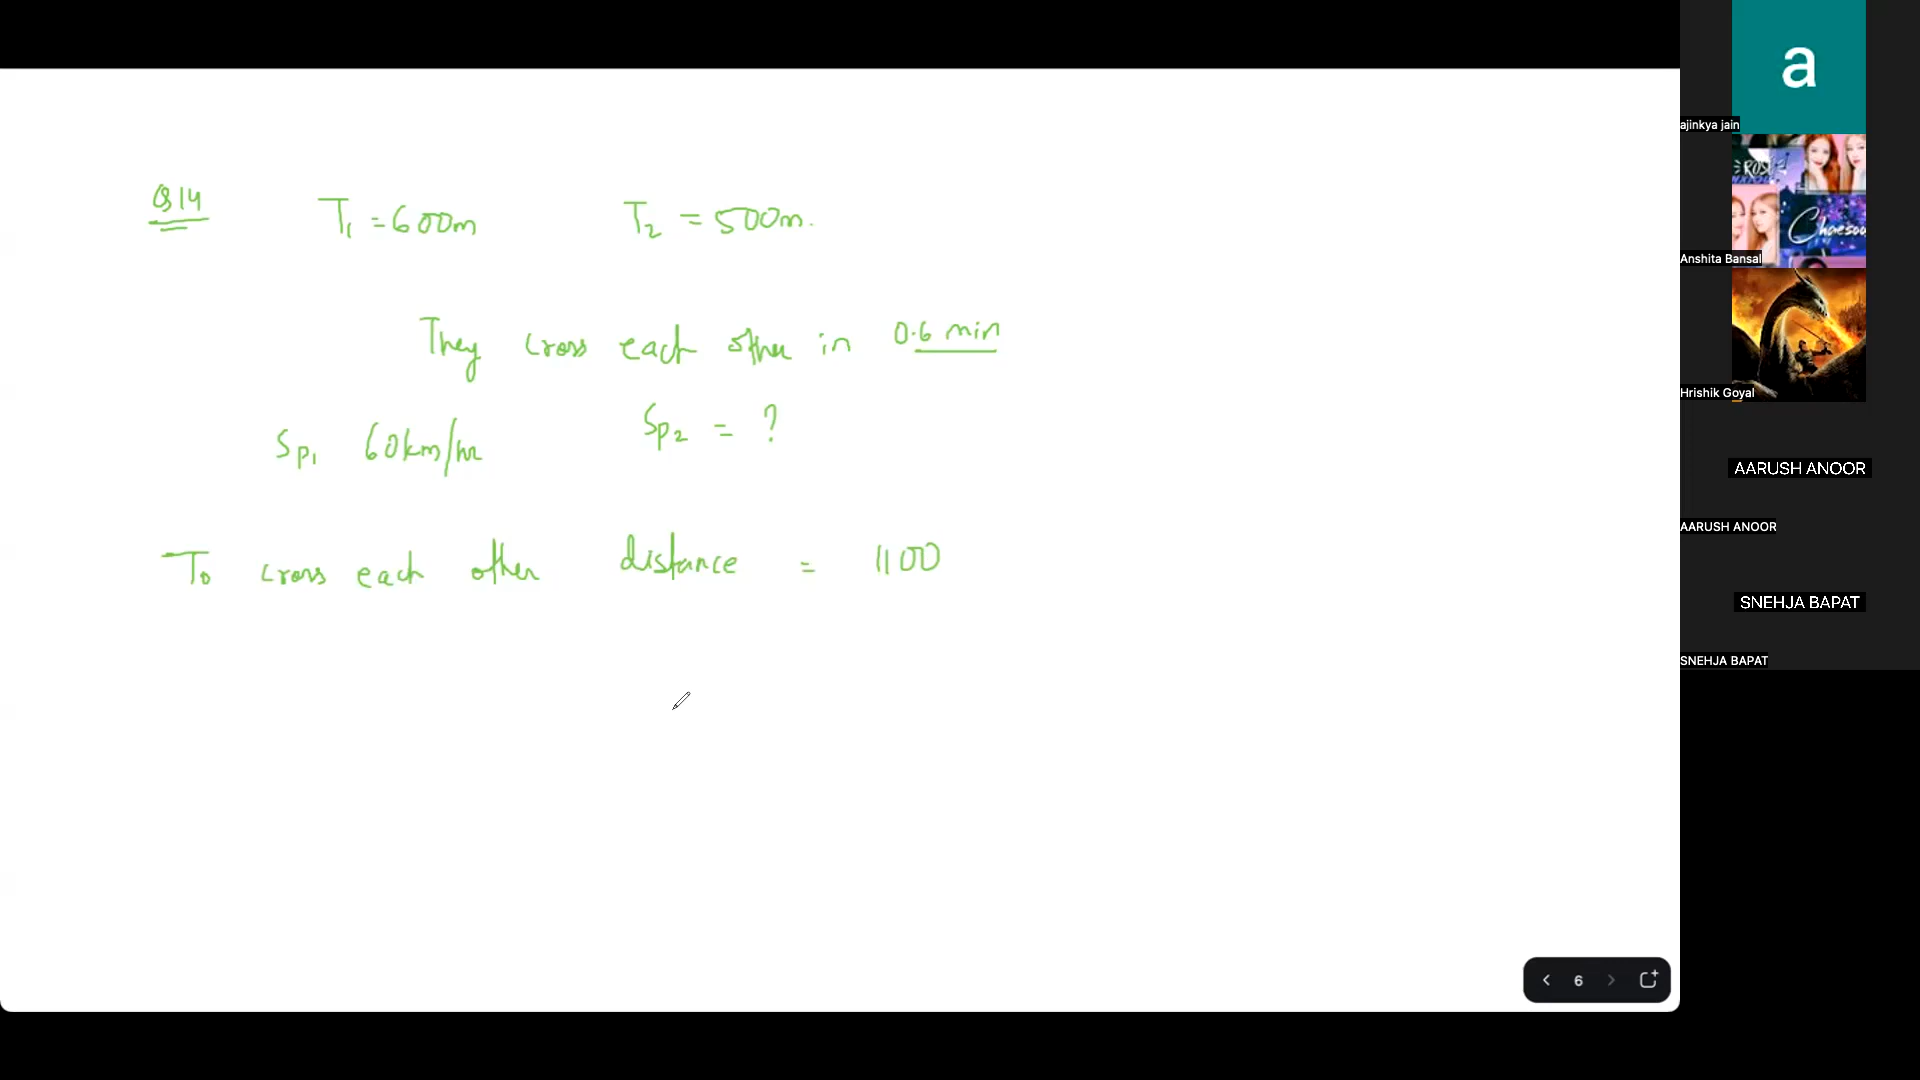 Q14 T1 = 600m T2 = 500m.
They cross each other in 0.6 min
Sp1 60km/hr Sp2 = ?
To cross each other distance = 1100
6
a
ajinkya jain
ROSÉ
Chaesoo
Anshita Bansal
Hrishik Goyal
AARUSH ANOOR
AARUSH ANOOR
SNEHJA BAPAT
SNEHJA BAPAT